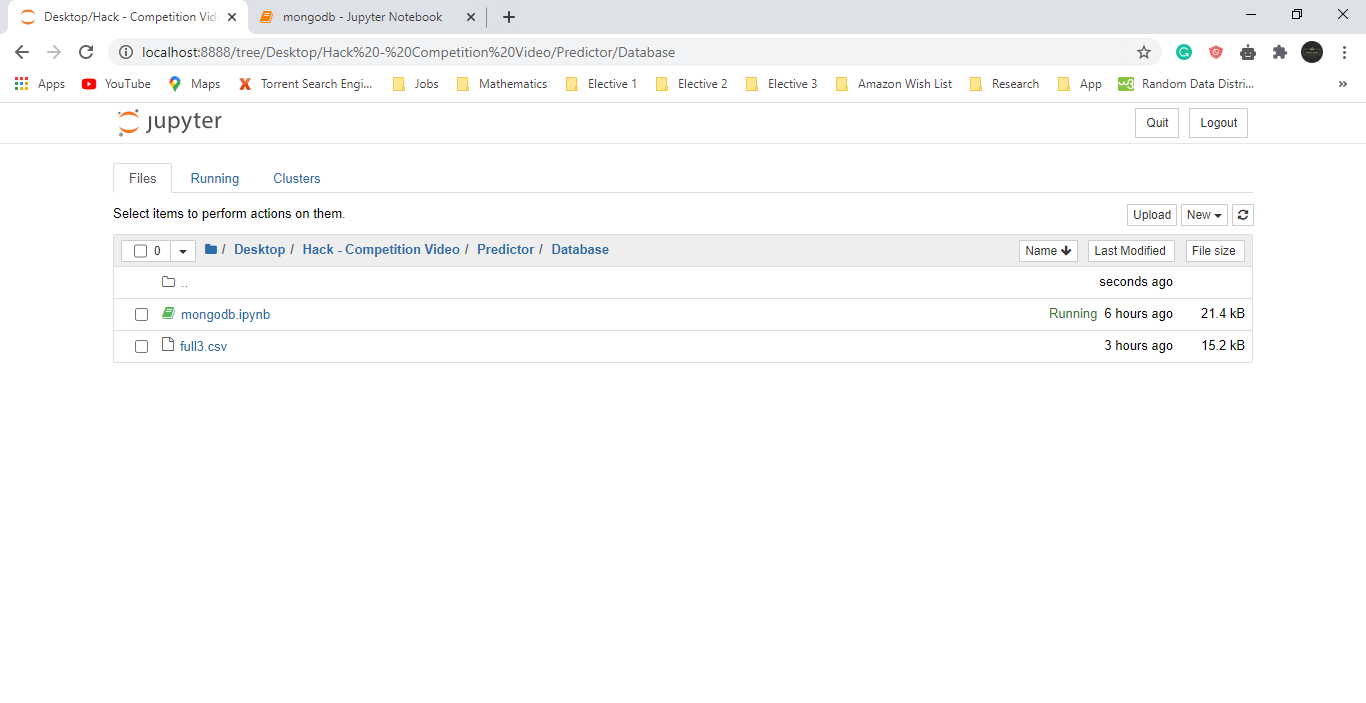 Desktop/Hack - Competition Vid
mongodb - Jupyter Notebook
localhost:8888/tree/Desktop/Hack%20-%20Competition%20Video/Predictor/Database
Apps YouTube Maps Torrent Search Engi... Jobs Mathematics Elective 1 Elective 2 Elective 3 Amazon Wish List Research App Random Data Distri... »
jupyter Quit Logout
Files Running Clusters
Select items to perform actions on them. Upload New
0 / Desktop / Hack - Competition Video / Predictor / Database Name Last Modified File size
.. seconds ago
mongodb.ipynb Running 6 hours ago 21.4 kB
full3.csv 3 hours ago 15.2 kB